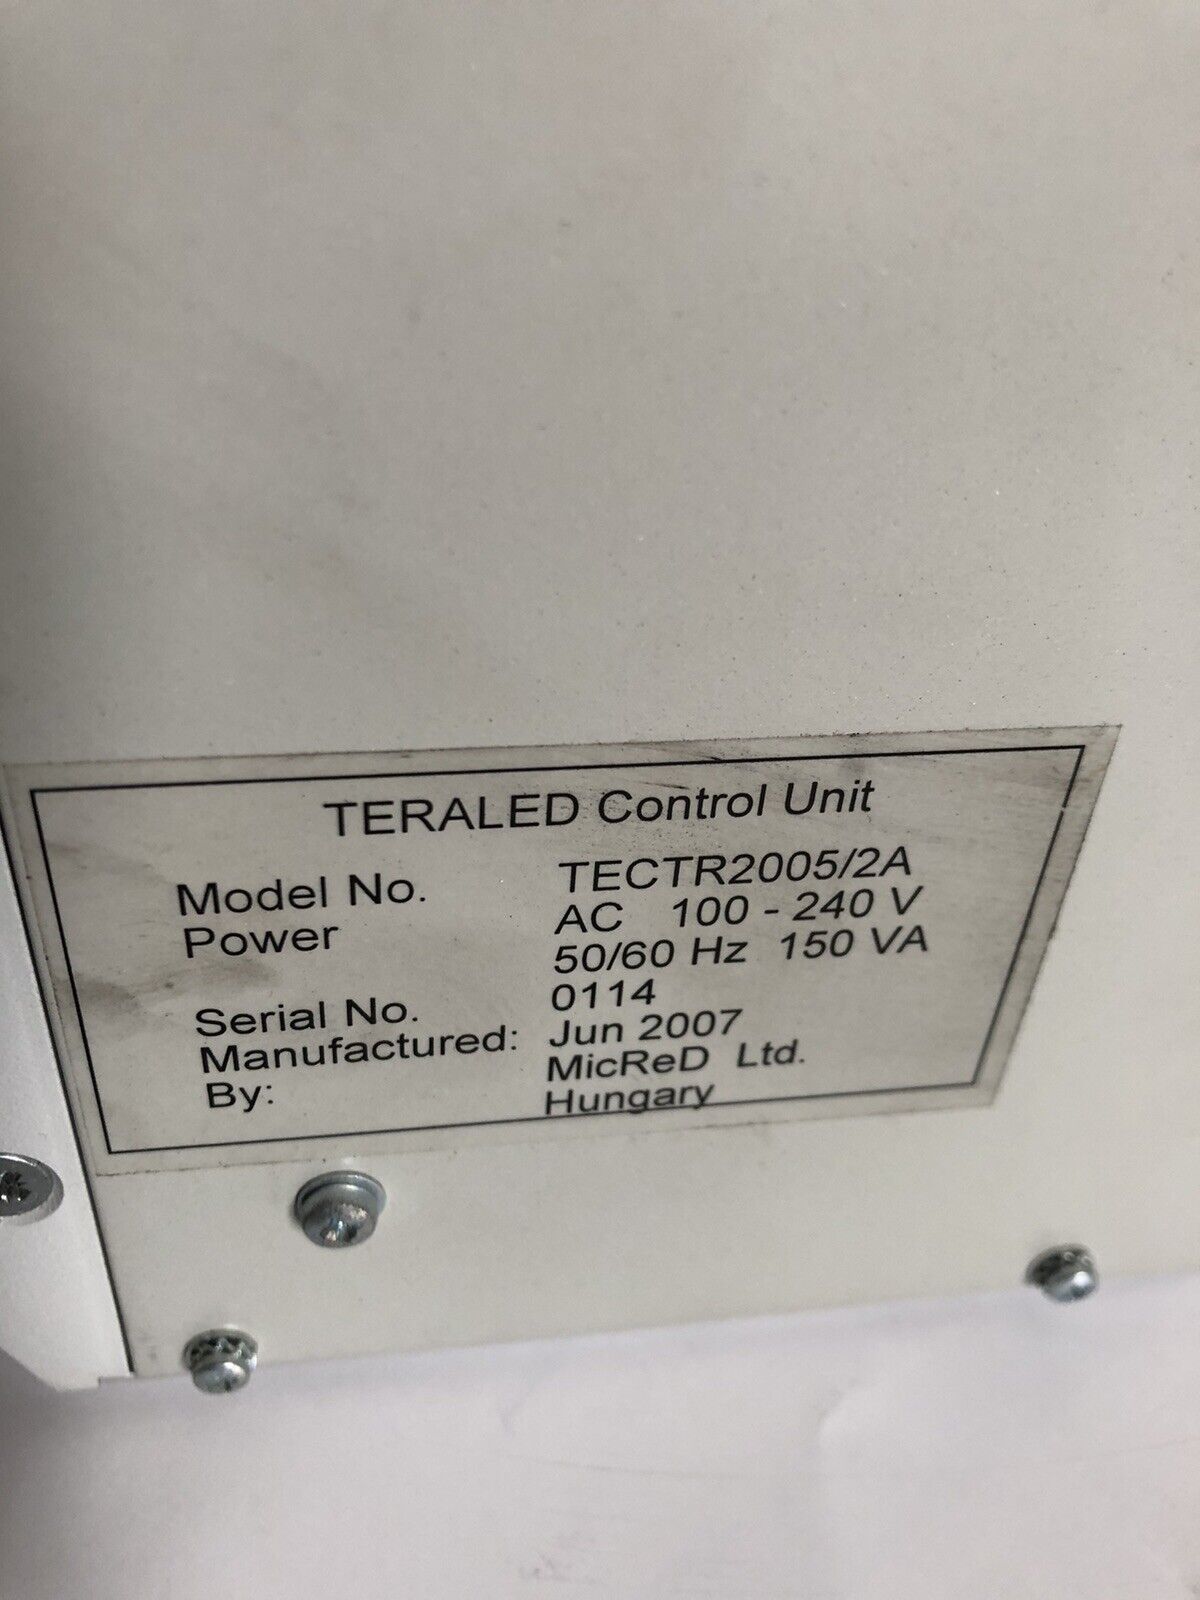 TERALED Control Unit
Model No. TECTR2005/2A
Power AC 100 - 240 V
50/60 Hz 150 VA
Serial No. 0114
Manufactured: Jun 2007
By: MicReD Ltd.
Hungary